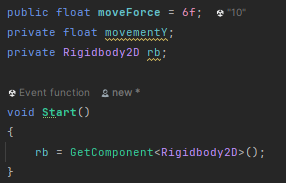 public float moveForce = 6f; "10"
private float movementY;
private Rigidbody2D rb;
Event function new *
void Start()
{
rb = GetComponent<Rigidbody2D>();
}